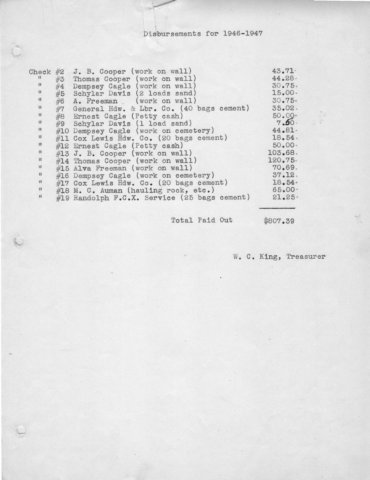 Disbursements for 1946-1947
Check #2 J. B. Cooper (work on wall) 43.71
" #3 Thomas Cooper (work on wall) 44.28
" #4 Dempsey Cagle (work on wall) 30.75
" #5 Schyler Davis (2 loads sand) 15.00
" #6 A. Freeman (work on wall) 30.75
" #7 General Hdw. & Lbr. Co. (40 bags cement) 35.02
" #8 Ernest Cagle (Petty cash) 50.00
" #9 Schyler Davis (1 load sand) 7.50
" #10 Dempsey Cagle (work on cemetery) 44.81
" #11 Cox Lewis Hdw. Co. (20 bags cement) 18.54
" #12 Ernest Cagle (Petty cash) 50.00
" #13 J. B. Cooper (work on wall) 103.68
" #14 Thomas Cooper (work on wall) 120.75
" #15 Alva Freeman (work on wall) 70.69
" #16 Dempsey Cagle (work on cemetery) 37.12
" #17 Cox Lewis Hdw. Co. (20 bags cement) 18.54
" #18 M. C. Auman (hauling rock, etc.) 65.00
" #19 Randolph F.C.X. Service (25 bags cement) 21.25
Total Paid Out $807.39
W. C. King, Treasurer